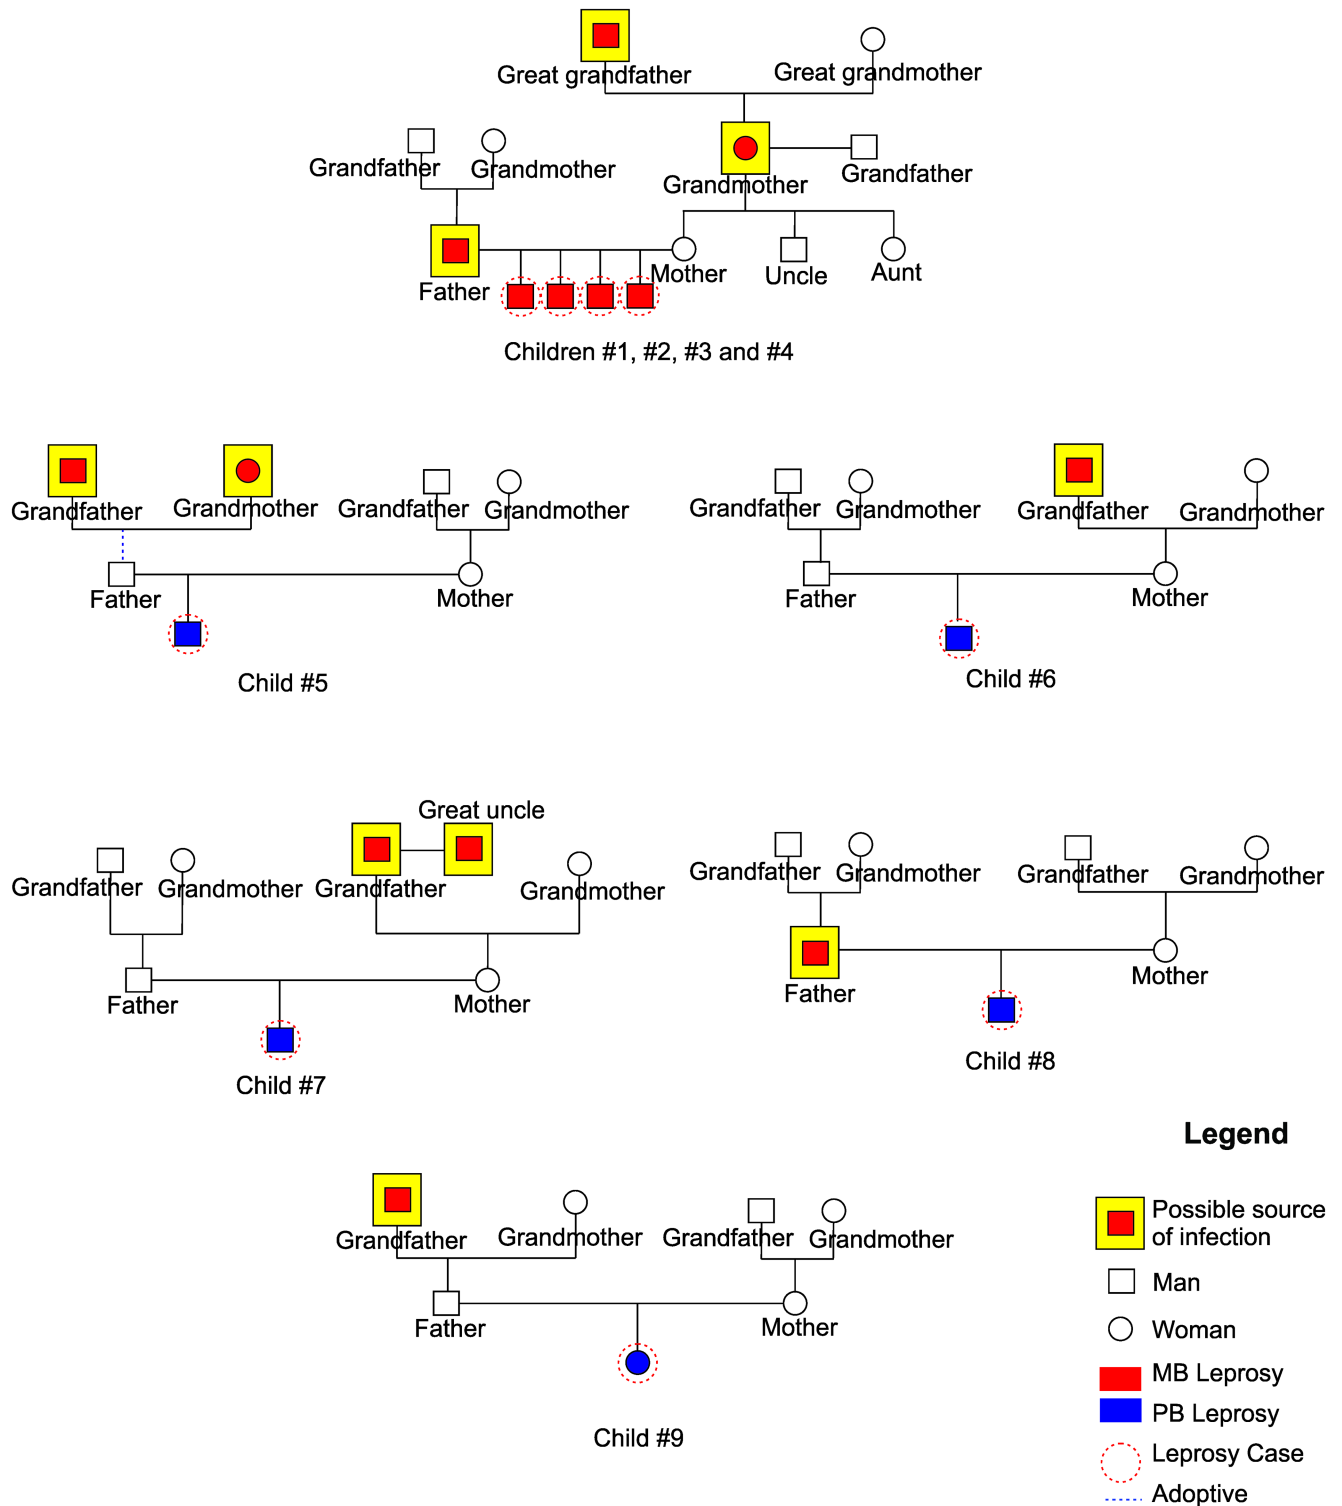 Great grandfather
Great grandmother
Grandfather
Grandmother
Grandmother
Grandfather
Father
Mother
Uncle
Aunt
Children #1, #2, #3 and #4
Grandfather
Grandmother
Grandfather
Grandmother
Father
Mother
Child #5
Grandfather
Grandmother
Grandfather
Grandmother
Father
Mother
Child #6
Great uncle
Grandfather
Grandmother
Grandfather
Grandmother
Father
Mother
Child #7
Grandfather
Grandmother
Grandfather
Grandmother
Father
Mother
Child #8
Grandfather
Grandmother
Grandfather
Grandmother
Father
Mother
Child #9
Legend
Possible source
of infection
Man
Woman
MB Leprosy
PB Leprosy
Leprosy Case
Adoptive